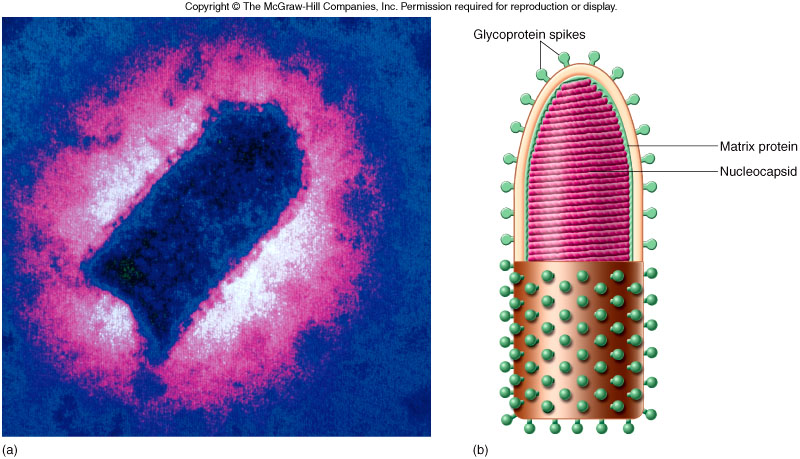 Copyright © The McGraw-Hill Companies, Inc. Permission required for reproduction or display.
Glycoprotein spikes
Matrix protein
Nucleocapsid
(a)
(b)